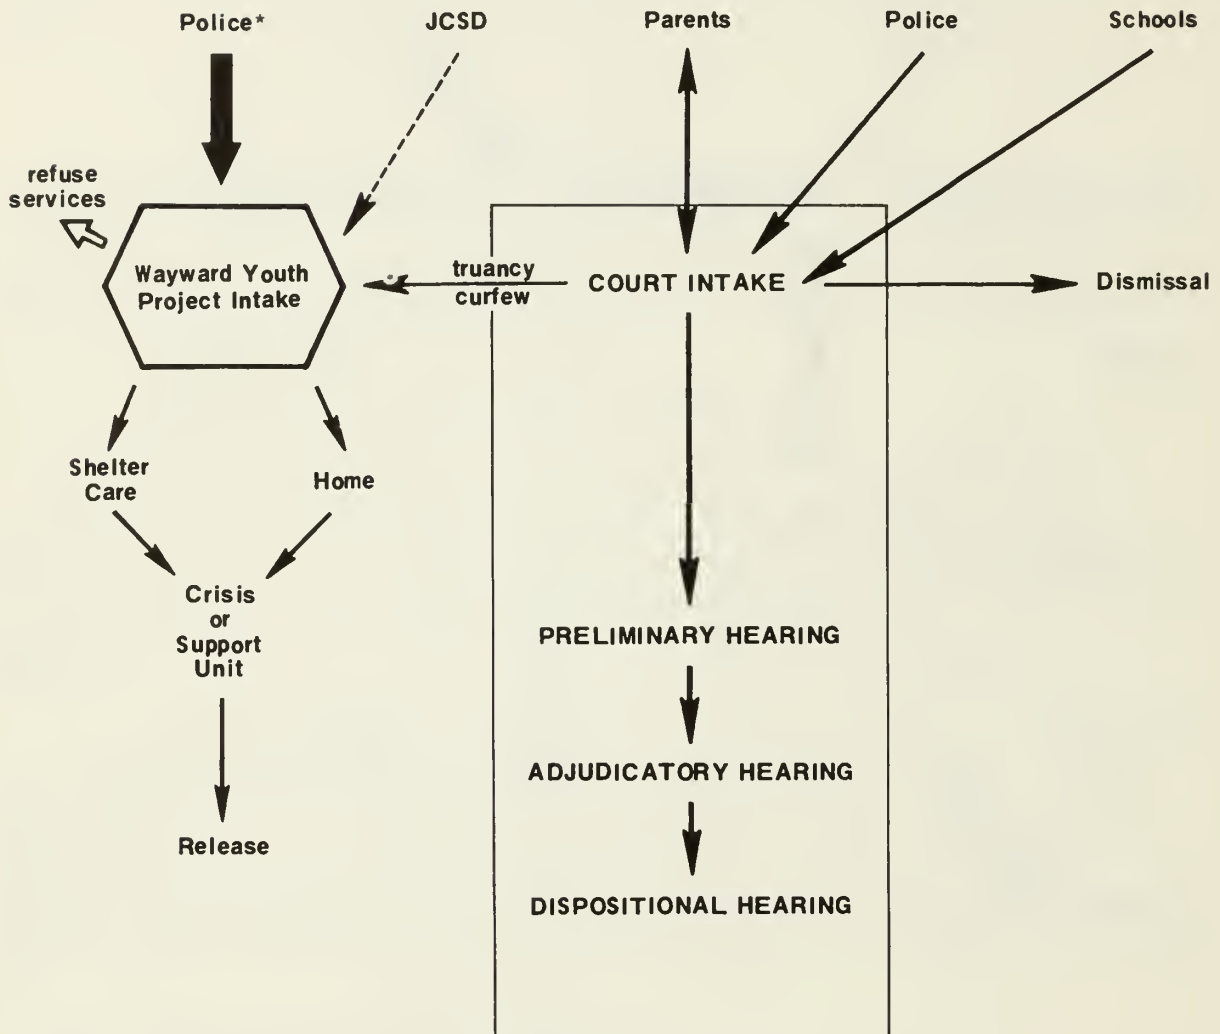 Police*
JCSD
Parents
Police
Schools
refuse
services
Wayward Youth
Project Intake
truancy
curfew
COURT INTAKE
Dismissal
Shelter
Care
Home
Crisis
or
Support
Unit
PRELIMINARY HEARING
ADJUDICATORY HEARING
Release
DISPOSITIONAL HEARING